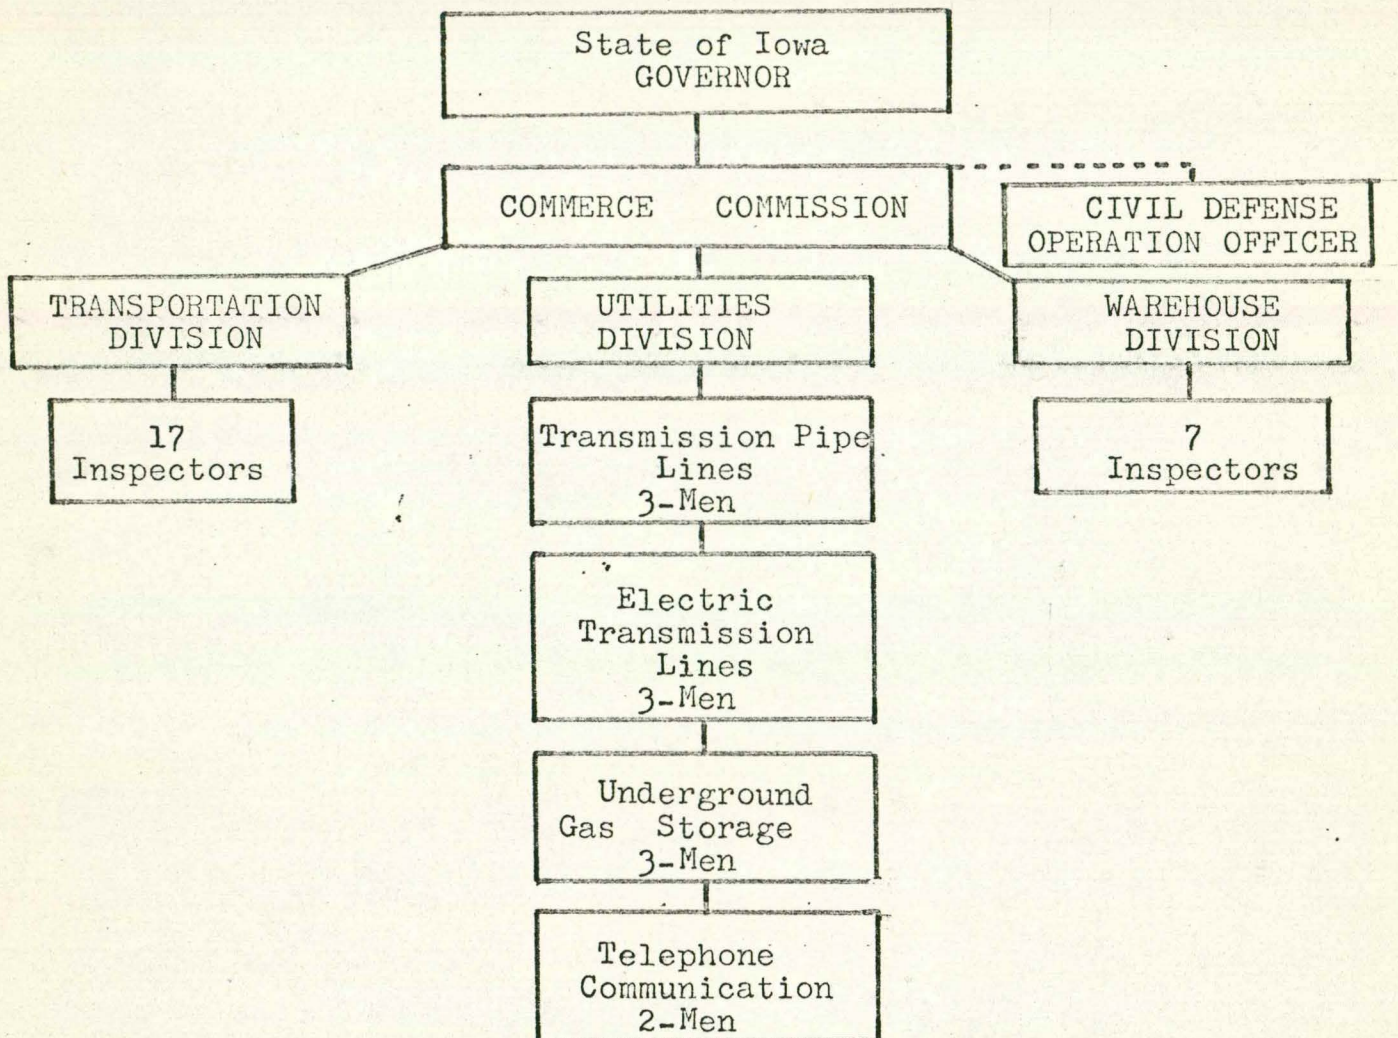 State of Iowa
GOVERNOR
COMMERCE COMMISSION
CIVIL DEFENSE
OPERATION OFFICER
TRANSPORTATION
DIVISION
UTILITIES
DIVISION
WAREHOUSE
DIVISION
17
Inspectors
Transmission Pipe
Lines
3-Men
7
Inspectors
Electric
Transmission
Lines
3-Men
Underground
Gas Storage
3-Men
Telephone
Communication
2-Men